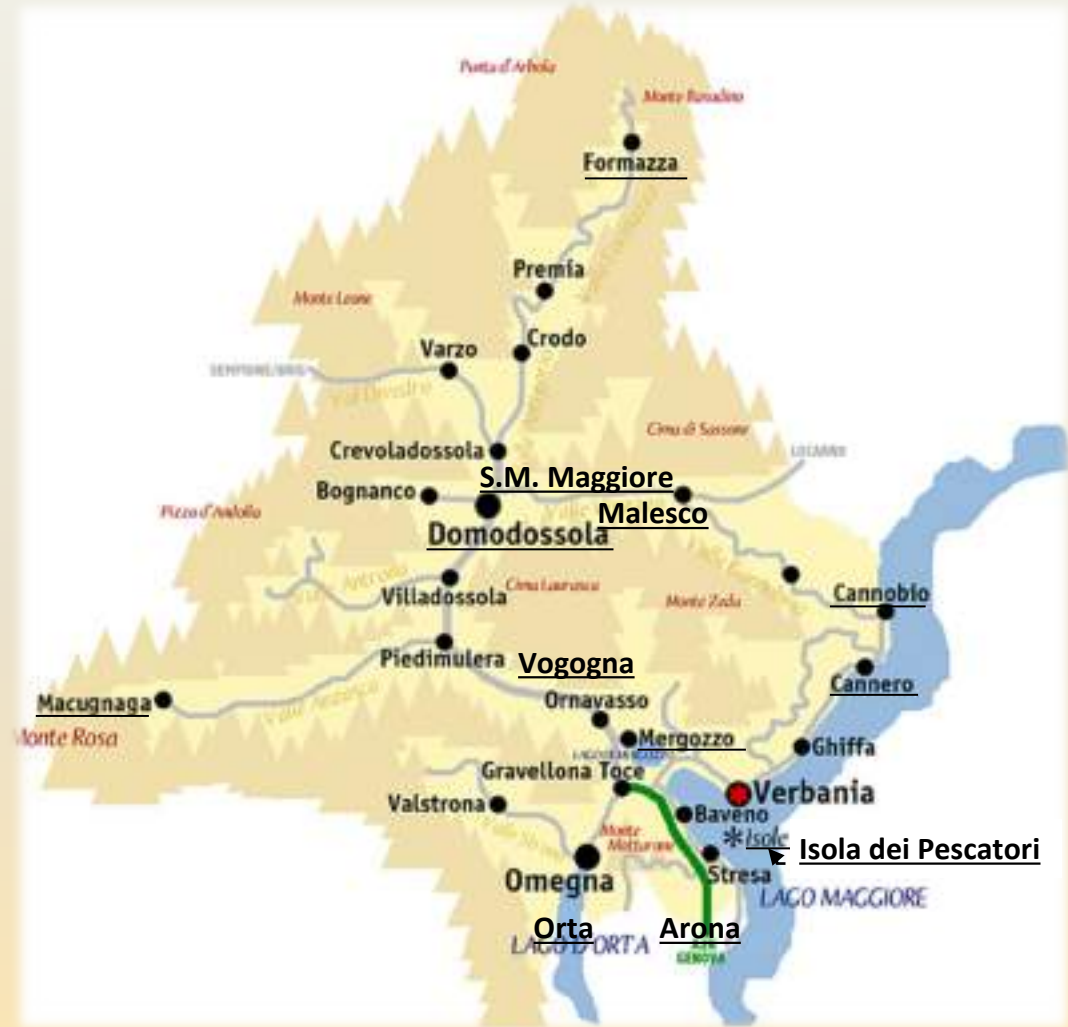 Punta d'Arbola
Monte Basodino
Formazza
Premia
Monte Leone
Crodo
Varzo
SEMPIONE/BRIG
Val Divedro
Cima di Sassone
Crevoladossola
LOCARNO
S.M. Maggiore
Bognanco
Malesco
Pizzo d'Andolla
Domodossola
Antrona
Cima Laurasca
Villadossola
Monte Zeda
Cannobio
Piedimulera
Vogogna
Cannero
Macugnaga
Valle Anzasca
Ornavasso
Monte Rosa
Mergozzo
Ghiffa
Gravellona Toce
Verbania
Valstrona
Baveno
Monte
Mottarone
Isole
Isola dei Pescatori
Stresa
Omegna
LAGO MAGGIORE
Orta
Arona
LAGO D'ORTA
GENOVA